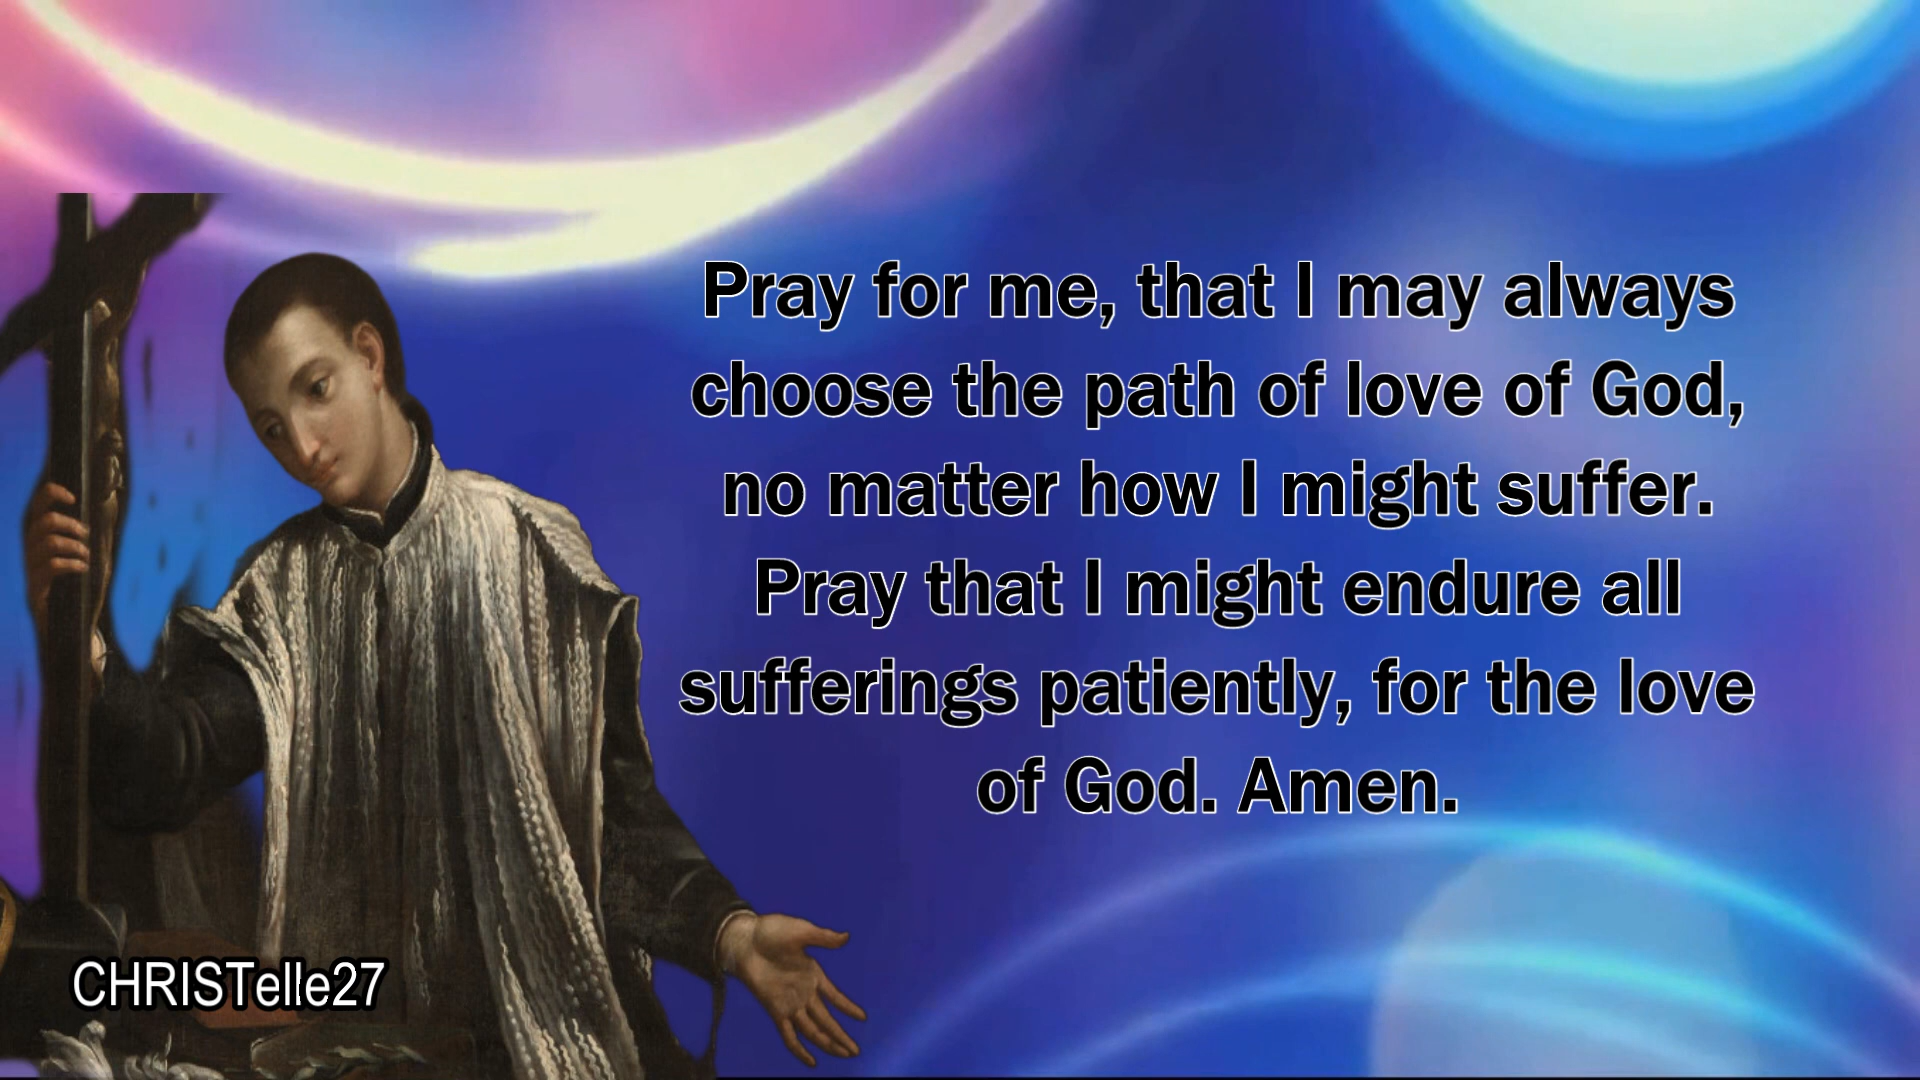 Pray for me, that I may always
choose the path of love of God,
no matter how I might suffer.
Pray that I might endure all
sufferings patiently, for the love
of God. Amen.
CHRISTelle27